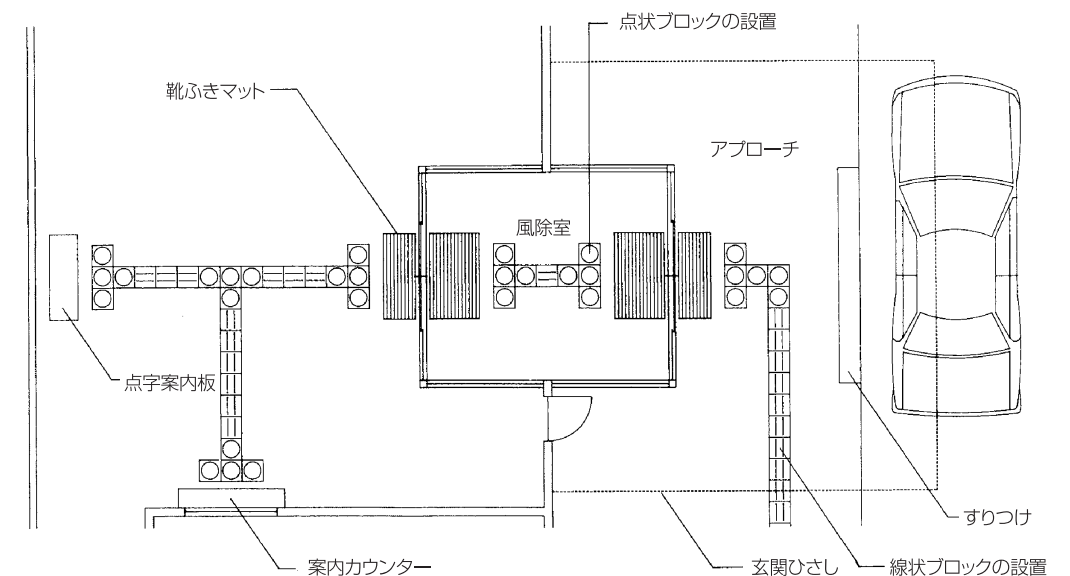 点状ブロックの設置
靴ふきマット
アプローチ
風除室
点字案内板
すりつけ
案内カウンター
玄関ひさし
線状ブロックの設置